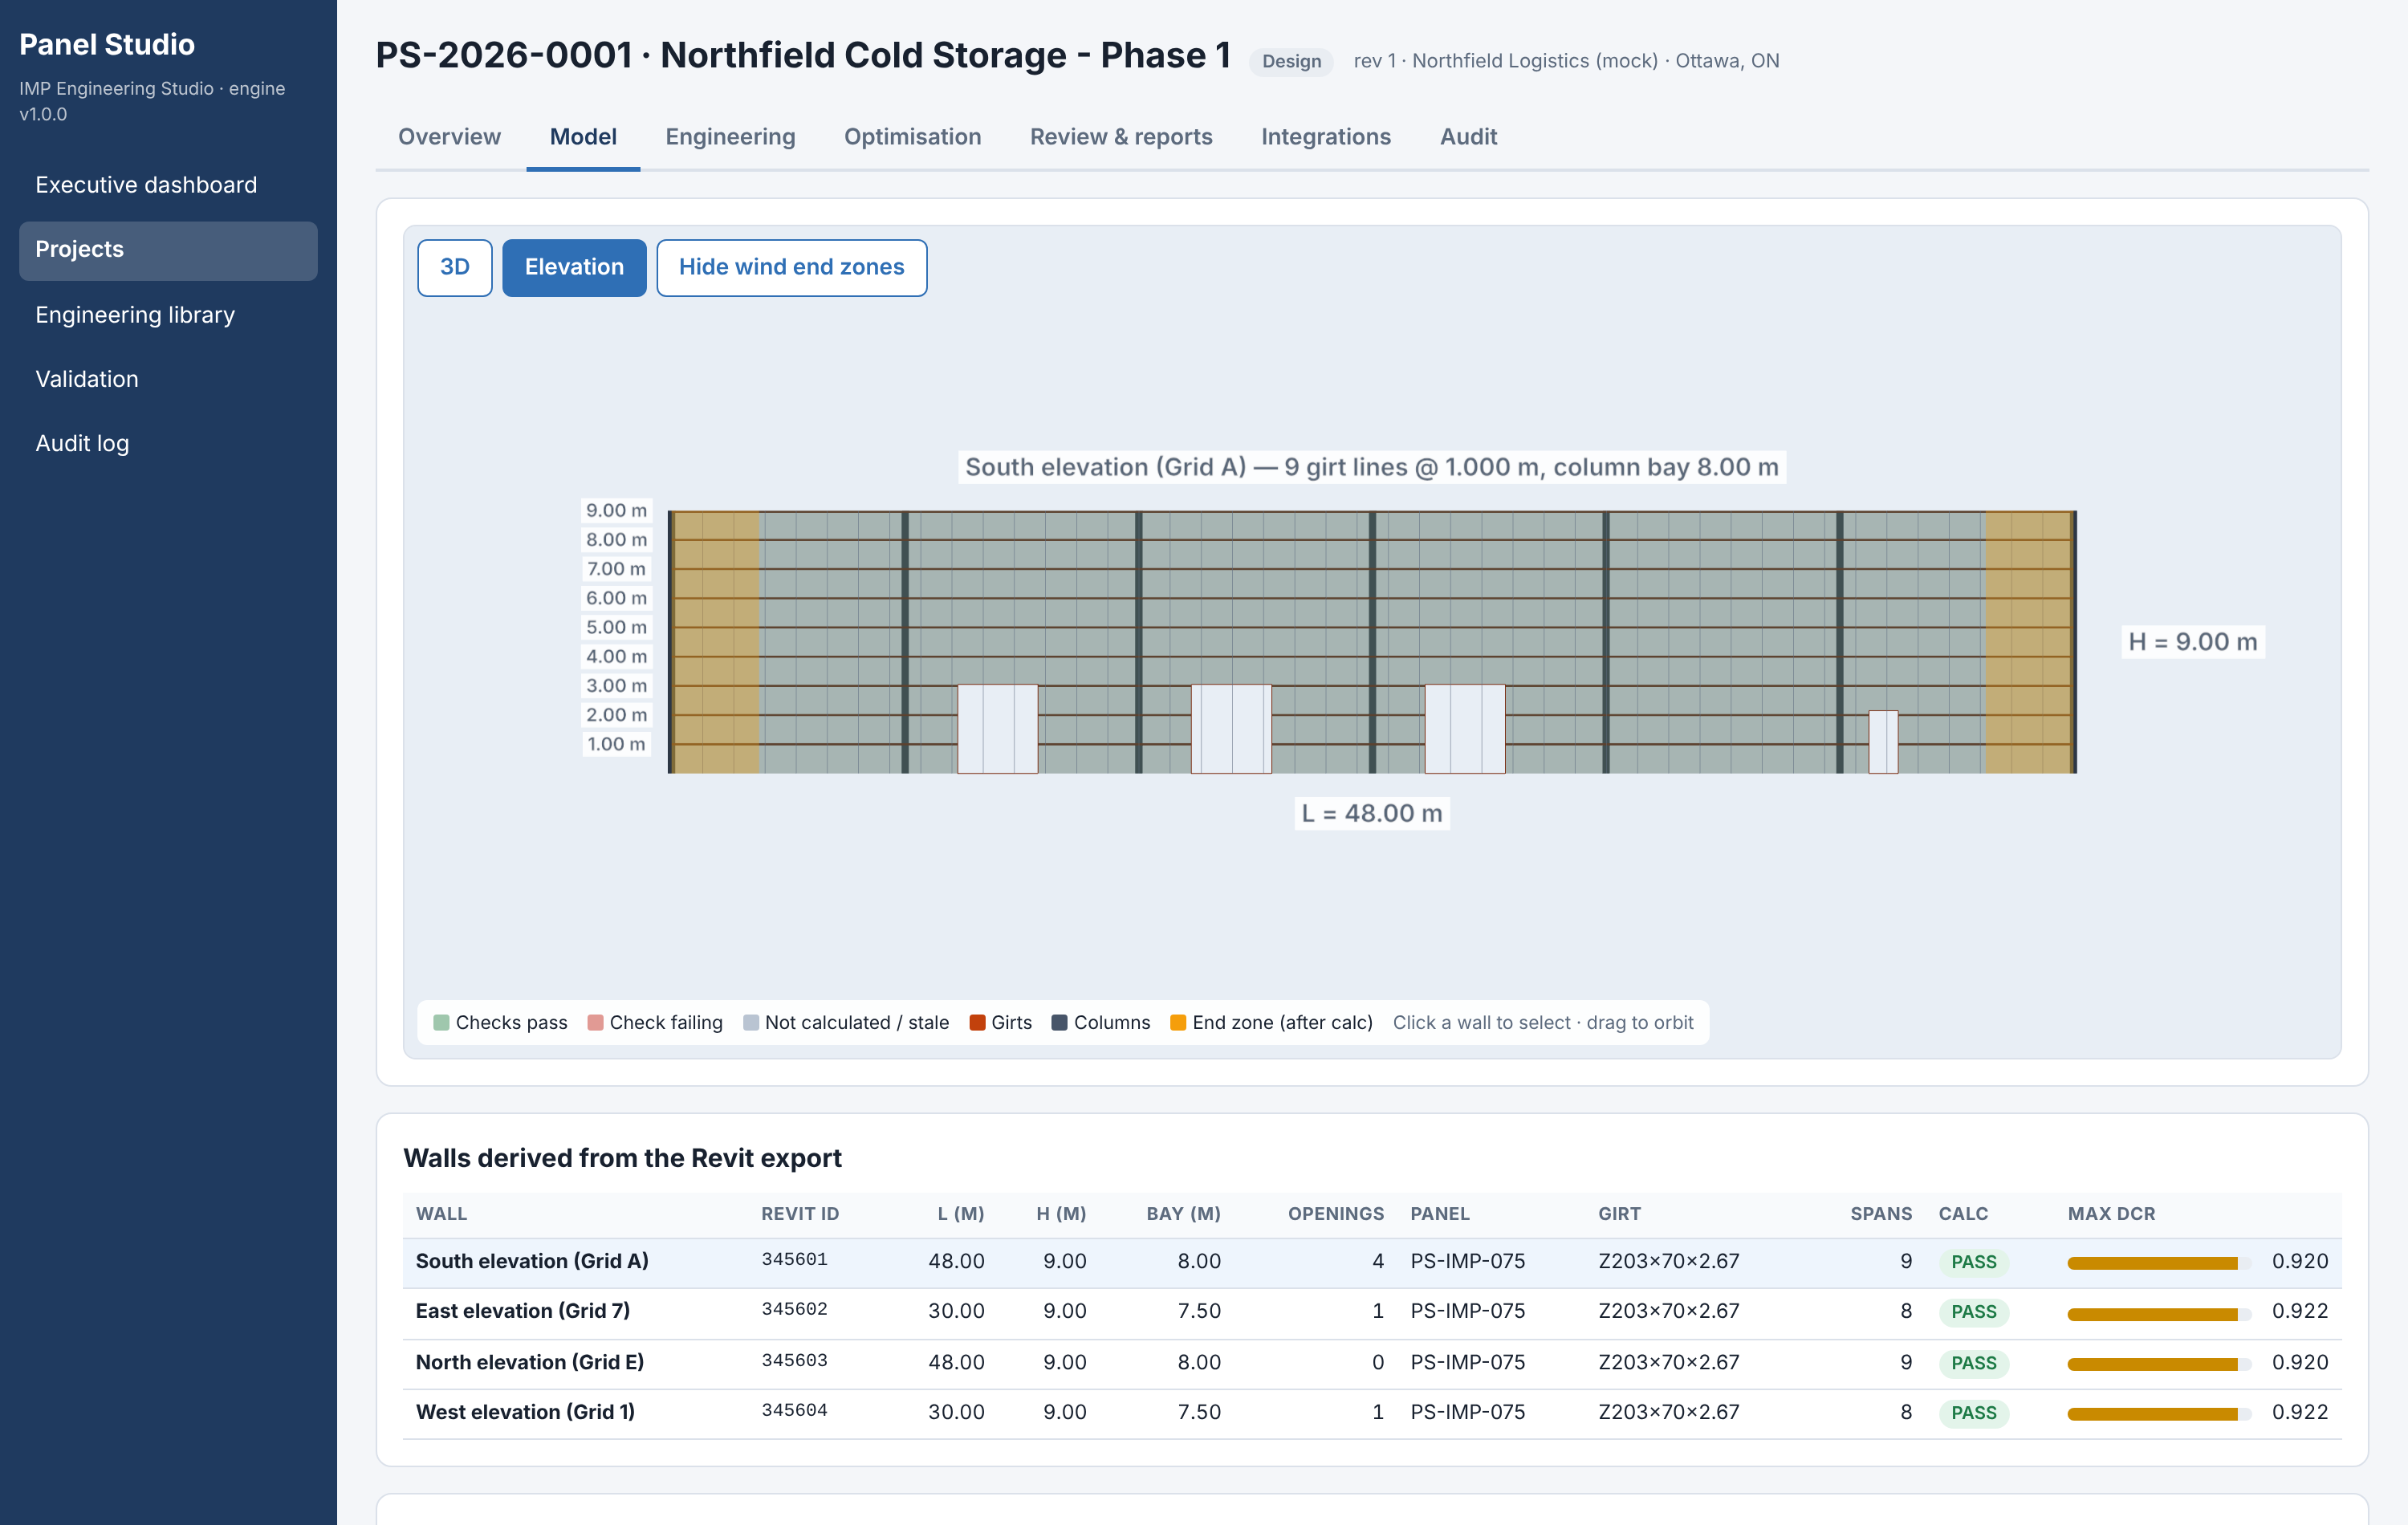 Panel Studio
IMP Engineering Studio · engine
v1.0.0
Executive dashboard
Projects
Engineering library
Validation
Audit log
PS-2026-0001 · Northfield Cold Storage - Phase 1 Design rev 1 · Northfield Logistics (mock) · Ottawa, ON
Overview Model Engineering Optimisation Review & reports Integrations Audit
3D Elevation Hide wind end zones
South elevation (Grid A) — 9 girt lines @ 1.000 m, column bay 8.00 m
9.00 m
8.00 m
7.00 m
6.00 m
5.00 m
4.00 m
3.00 m
2.00 m
1.00 m
H = 9.00 m
L = 48.00 m
Checks pass Check failing Not calculated / stale Girts Columns End zone (after calc) Click a wall to select · drag to orbit
Walls derived from the Revit export
WALL REVIT ID L (M) H (M) BAY (M) OPENINGS PANEL GIRT SPANS CALC MAX DCR
South elevation (Grid A) 345601 48.00 9.00 8.00 4 PS-IMP-075 Z203×70×2.67 9 PASS 0.920
East elevation (Grid 7) 345602 30.00 9.00 7.50 1 PS-IMP-075 Z203×70×2.67 8 PASS 0.922
North elevation (Grid E) 345603 48.00 9.00 8.00 0 PS-IMP-075 Z203×70×2.67 9 PASS 0.920
West elevation (Grid 1) 345604 30.00 9.00 7.50 1 PS-IMP-075 Z203×70×2.67 8 PASS 0.922